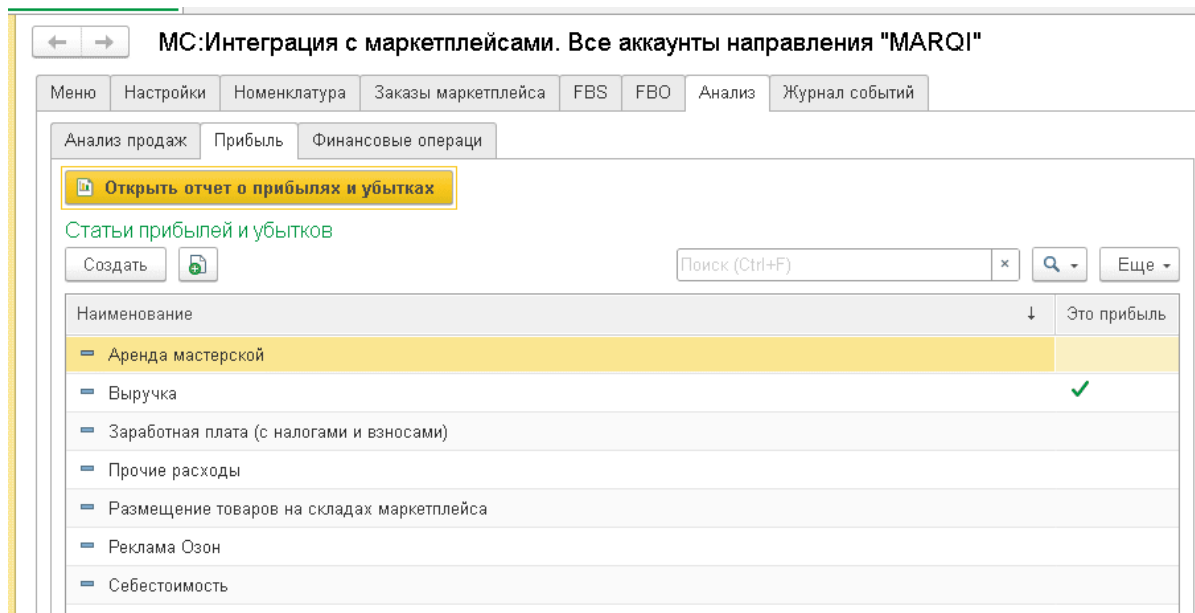 МС:Интеграция с маркетплейсами. Все аккаунты направления "MARQI"
Меню Настройки Номенклатура Заказы маркетплейса FBS FBO Анализ Журнал событий
Анализ продаж Прибыль Финансовые операци
Открыть отчет о прибылях и убытках
Статьи прибылей и убытков
Создать Поиск (Ctrl+F) × Еще
Наименование ↓ Это прибыль
Аренда мастерской
Выручка
Заработная плата (с налогами и взносами)
Прочие расходы
Размещение товаров на складах маркетплейса
Реклама Озон
Себестоимость